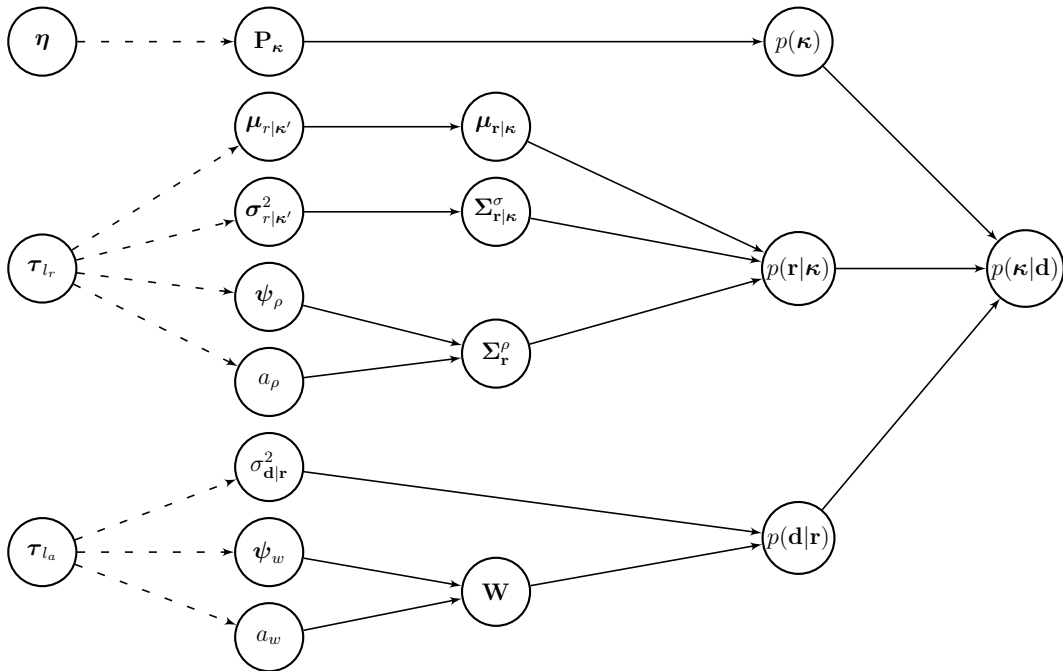 η P_κ p(κ)
μ_{r|κ′} μ_{r|κ}
σ²_{r|κ′} Σ^σ_{r|κ}
τ_{l_r} p(r|κ) p(κ|d)
ψ_ρ
Σ^ρ_r
a_ρ
σ²_{d|r}
p(d|r)
τ_{l_a} ψ_w
W
a_w